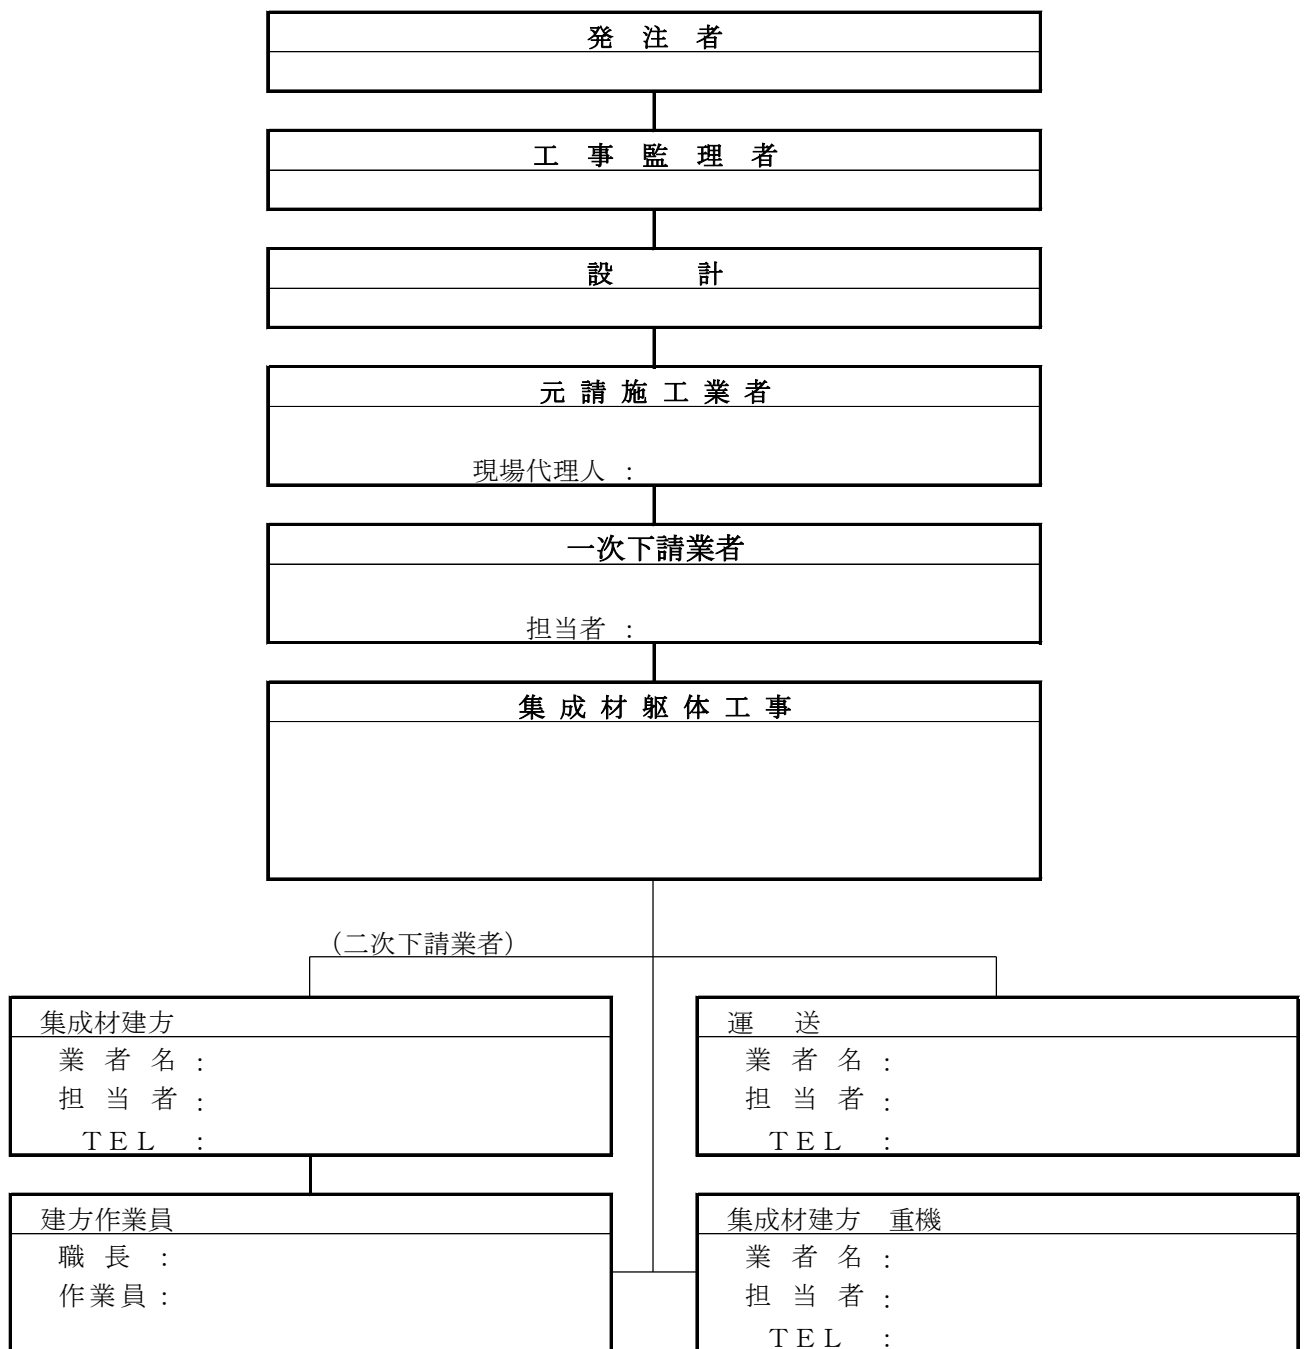 発 注 者
工 事 監 理 者
設 計
元 請 施 工 業 者
現場代理人 :
一次下請業者
担当者 :
集 成 材 躯 体 工 事
(二次下請業者)
集成材建方
業 者 名 :
担 当 者 :
TEL :
運 送
業 者 名 :
担 当 者 :
TEL :
建方作業員
職 長 :
作業員 :
集成材建方 重機
業 者 名 :
担 当 者 :
TEL :